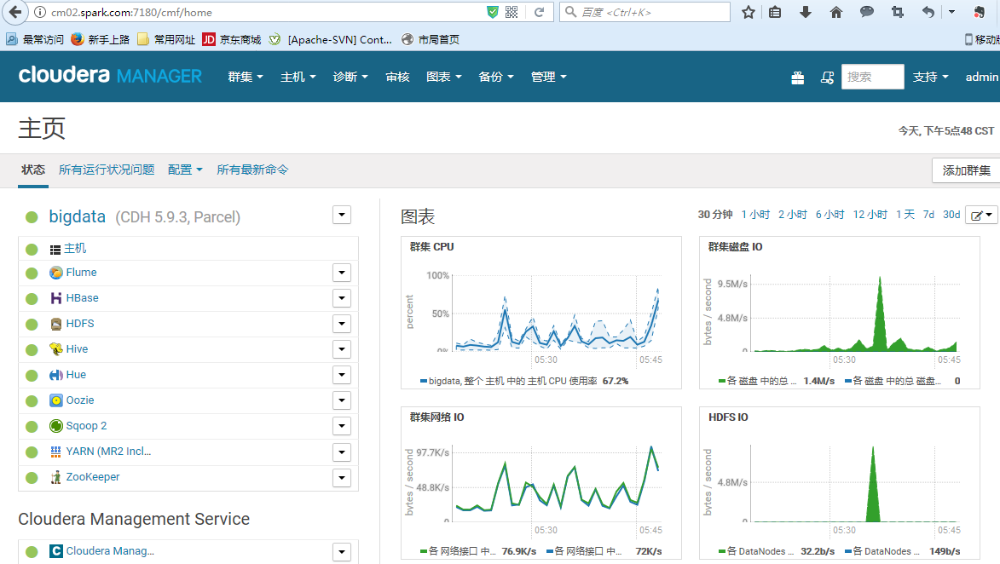 cm02.spark.com:7180/cmf/home
百度 <Ctrl+K>
最常访问 新手上路 常用网址 JD 京东商城 [Apache-SVN] Cont... 市局首页 移动版
cloudera MANAGER 群集 主机 诊断 审核 图表 备份 管理 搜索 支持 admin
主页
今天, 下午5点48 CST
状态 所有运行状况问题 配置 所有最新命令 添加群集
bigdata (CDH 5.9.3, Parcel)
主机
Flume
HBase
HDFS
Hive
Hue
Oozie
Sqoop 2
YARN (MR2 Incl...
ZooKeeper
Cloudera Management Service
C Cloudera Manag...
图表
30 分钟 1 小时 2 小时 6 小时 12 小时 1 天 7d 30d
群集 CPU
percent
100%
50%
0%
05:30 05:45
bigdata, 整个 主机 中的 主机 CPU 使用率 67.2%
群集磁盘 IO
bytes / second
9.5M/s
4.8M/s
0
05:30 05:45
各 磁盘 中的总 ... 1.4M/s 各 磁盘 中的总 磁盘... 0
群集网络 IO
bytes / second
97.7K/s
48.8K/s
0
05:30 05:45
各 网络接口 中... 76.9K/s 各 网络接口 中... 72K/s
HDFS IO
bytes / second
4.8M/s
0
05:30 05:45
各 DataNodes ... 32.2b/s 各 DataNodes ... 149b/s